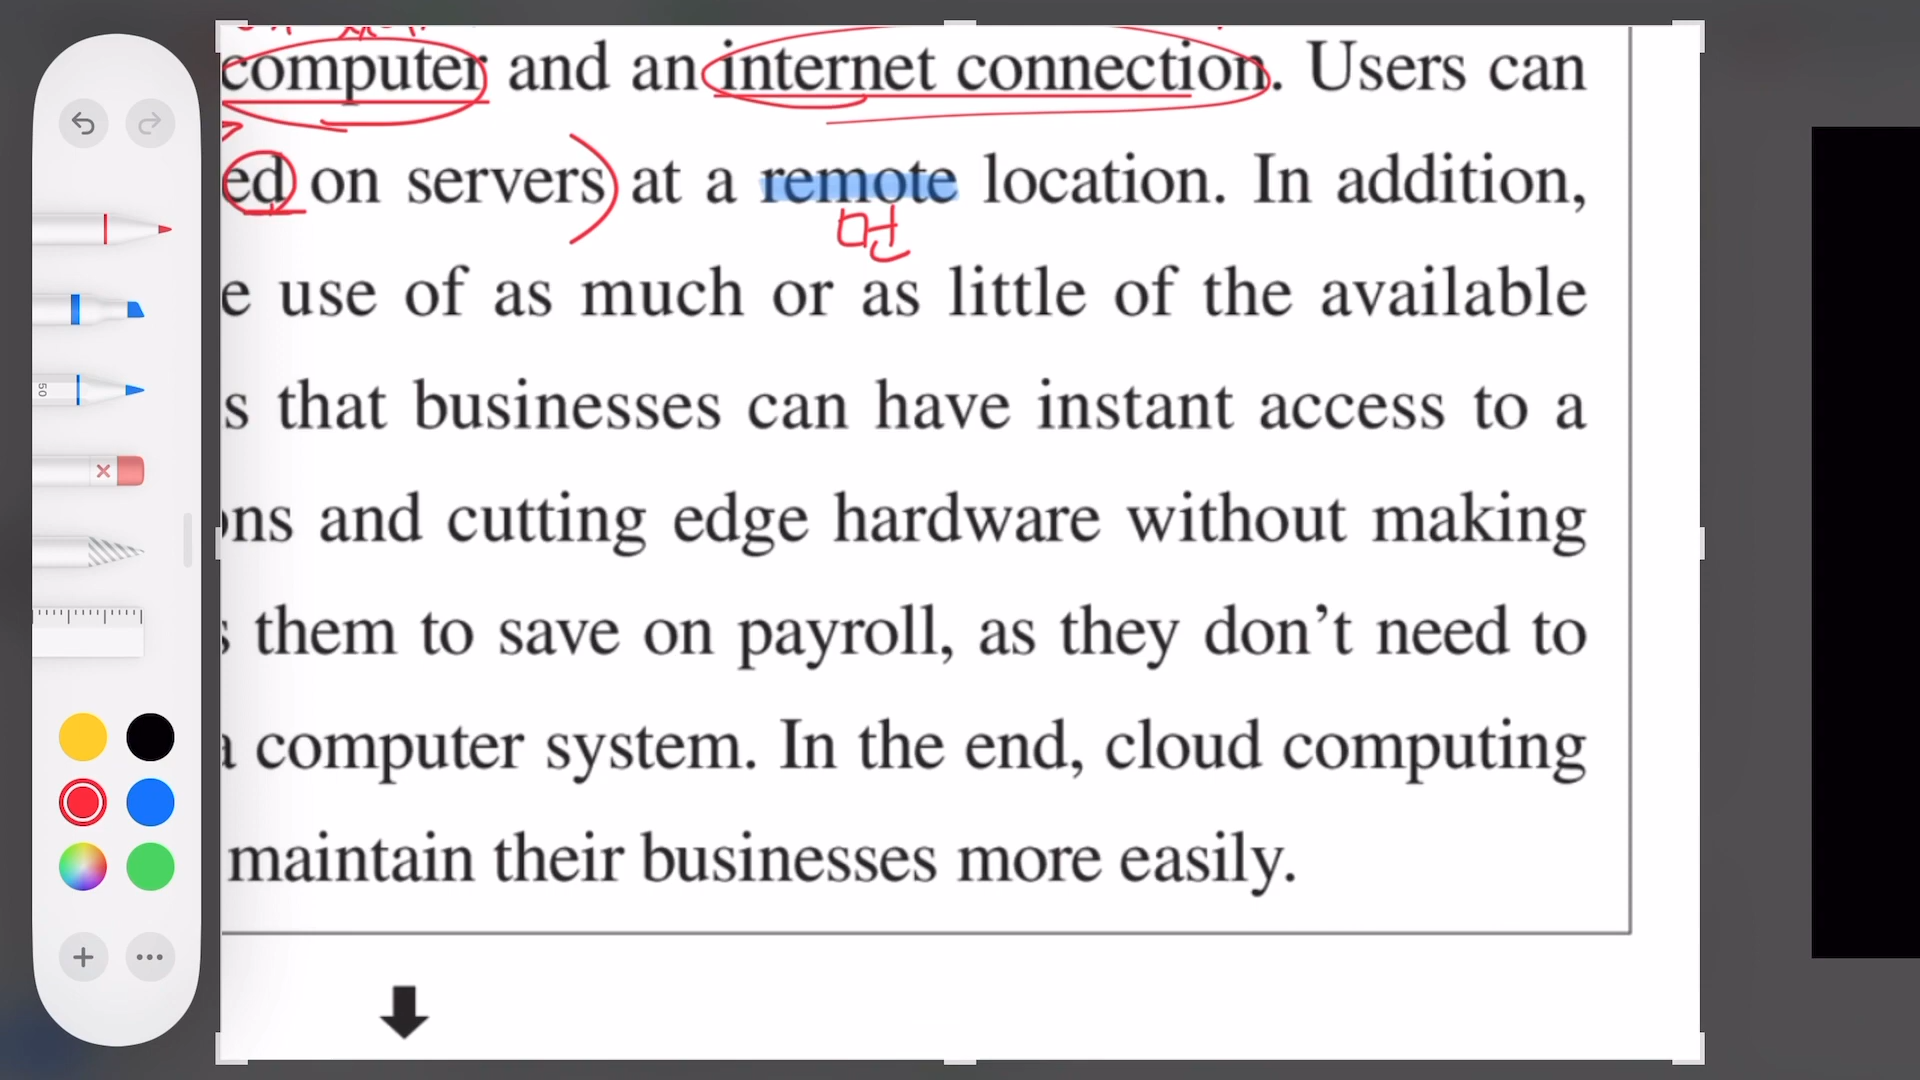 computer and an internet connection. Users can
ed on servers) at a remote location. In addition,
먼
e use of as much or as little of the available
s that businesses can have instant access to a
ons and cutting edge hardware without making
s them to save on payroll, as they don't need to
a computer system. In the end, cloud computing
maintain their businesses more easily.
50